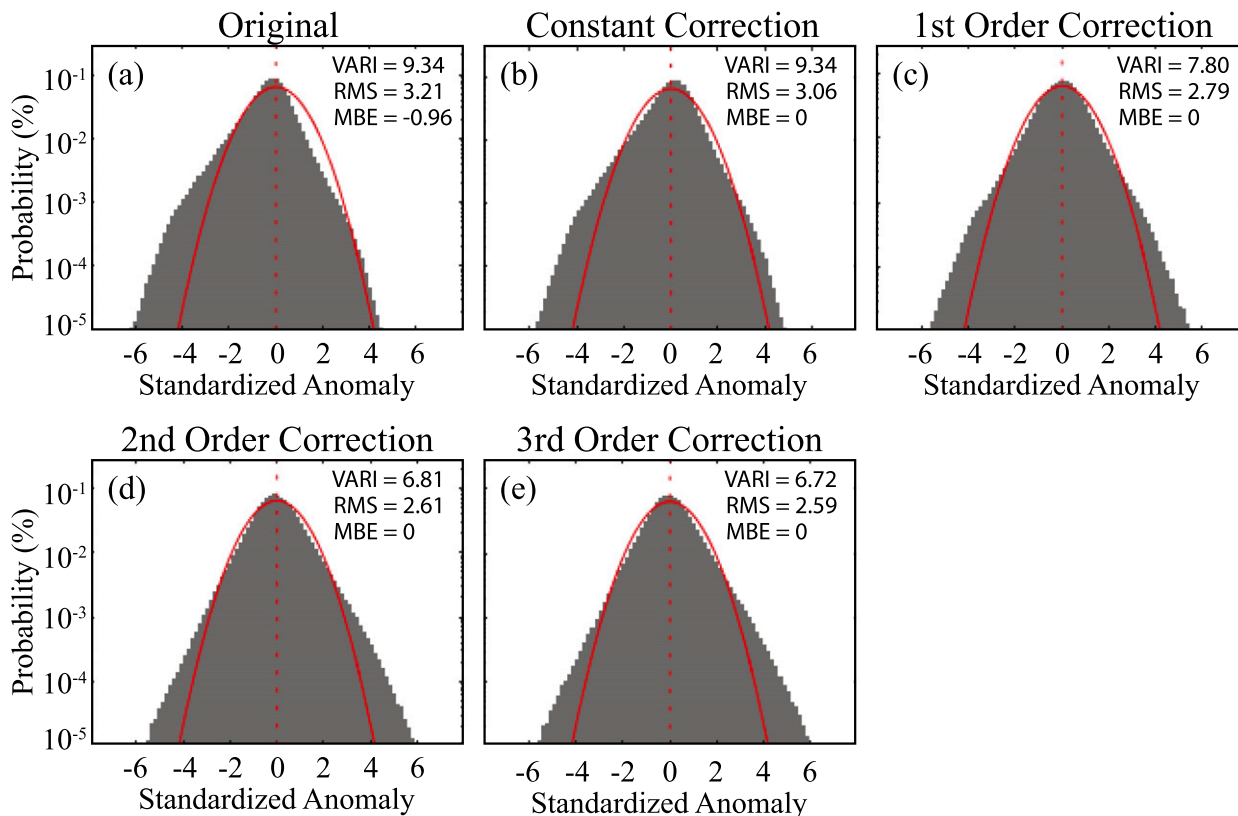 Original
(a)
VARI = 9.34
RMS = 3.21
MBE = -0.96
Probability (%)
10-1
10-2
10-3
10-4
10-5
-6 -4 -2 0 2 4 6
Standardized Anomaly
Constant Correction
(b)
VARI = 9.34
RMS = 3.06
MBE = 0
-6 -4 -2 0 2 4 6
Standardized Anomaly
1st Order Correction
(c)
VARI = 7.80
RMS = 2.79
MBE = 0
-6 -4 -2 0 2 4 6
Standardized Anomaly
2nd Order Correction
(d)
VARI = 6.81
RMS = 2.61
MBE = 0
Probability (%)
10-1
10-2
10-3
10-4
10-5
-6 -4 -2 0 2 4 6
Standardized Anomaly
3rd Order Correction
(e)
VARI = 6.72
RMS = 2.59
MBE = 0
-6 -4 -2 0 2 4 6
Standardized Anomaly